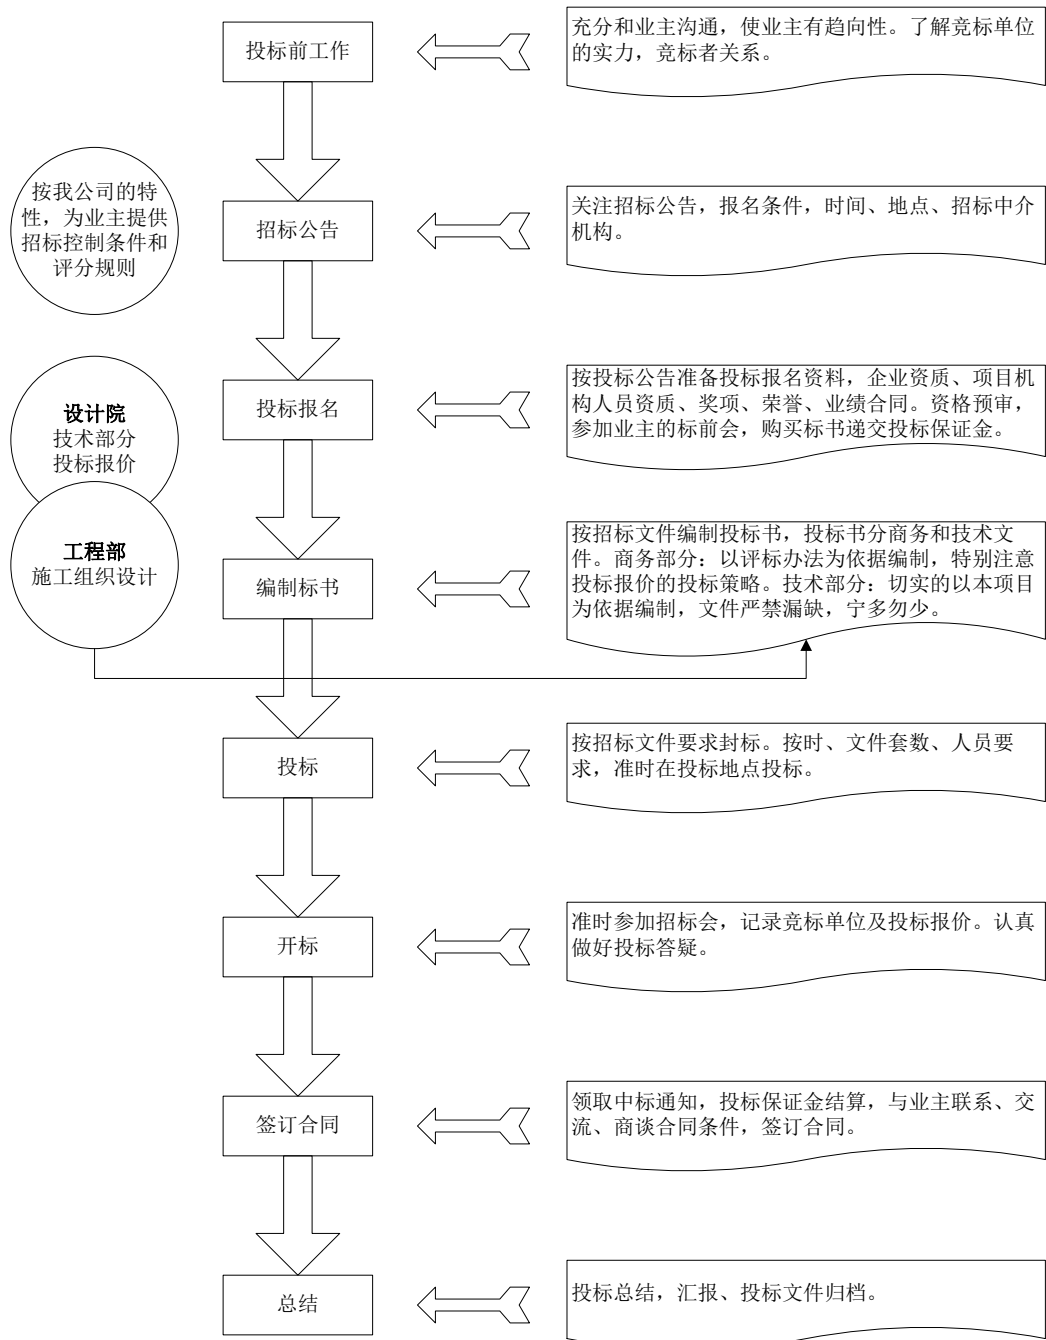 投标前工作
充分和业主沟通，使业主有趋向性。了解竞标单位
的实力，竞标者关系。
按我公司的特
性，为业主提供
招标控制条件和
评分规则
招标公告
关注招标公告，报名条件，时间、地点、招标中介
机构。
设计院
技术部分
投标报价
投标报名
按投标公告准备投标报名资料，企业资质、项目机
构人员资质、奖项、荣誉、业绩合同。资格预审，
参加业主的标前会，购买标书递交投标保证金。
工程部
施工组织设计
编制标书
按招标文件编制投标书，投标书分商务和技术文
件。商务部分：以评标办法为依据编制，特别注意
投标报价的投标策略。技术部分：切实的以本项目
为依据编制，文件严禁漏缺，宁多勿少。
投标
按招标文件要求封标。按时、文件套数、人员要
求，准时在投标地点投标。
开标
准时参加招标会，记录竞标单位及投标报价。认真
做好投标答疑。
签订合同
领取中标通知，投标保证金结算，与业主联系、交
流、商谈合同条件，签订合同。
总结
投标总结，汇报、投标文件归档。